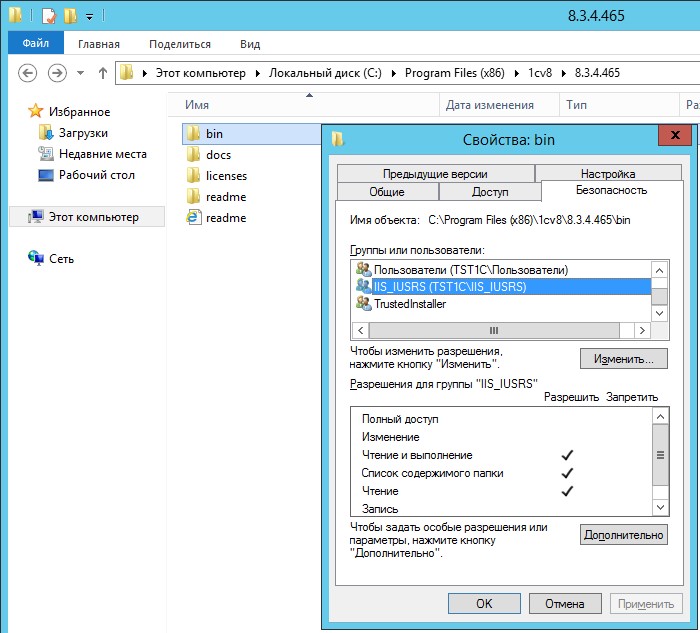 8.3.4.465
Файл Главная Поделиться Вид
Этот компьютер Локальный диск (C:) Program Files (x86) 1cv8 8.3.4.465
Избранное
Загрузки
Недавние места
Рабочий стол
Этот компьютер
Сеть
Имя Дата изменения Тип Ра
bin
docs
licenses
readme
readme
Свойства: bin
Предыдущие версии Настройка
Общие Доступ Безопасность
Имя объекта: C:\Program Files (x86)\1cv8\8.3.4.465\bin
Группы или пользователи:
Пользователи (TST1C\Пользователи)
IIS_IUSRS (TST1C\IIS_IUSRS)
TrustedInstaller
Чтобы изменить разрешения,
нажмите кнопку "Изменить".
Изменить...
Разрешения для группы "IIS_IUSRS"
Разрешить Запретить
Полный доступ
Изменение
Чтение и выполнение
Список содержимого папки
Чтение
Запись
Чтобы задать особые разрешения или
параметры, нажмите кнопку
"Дополнительно".
Дополнительно
OK Отмена Применить